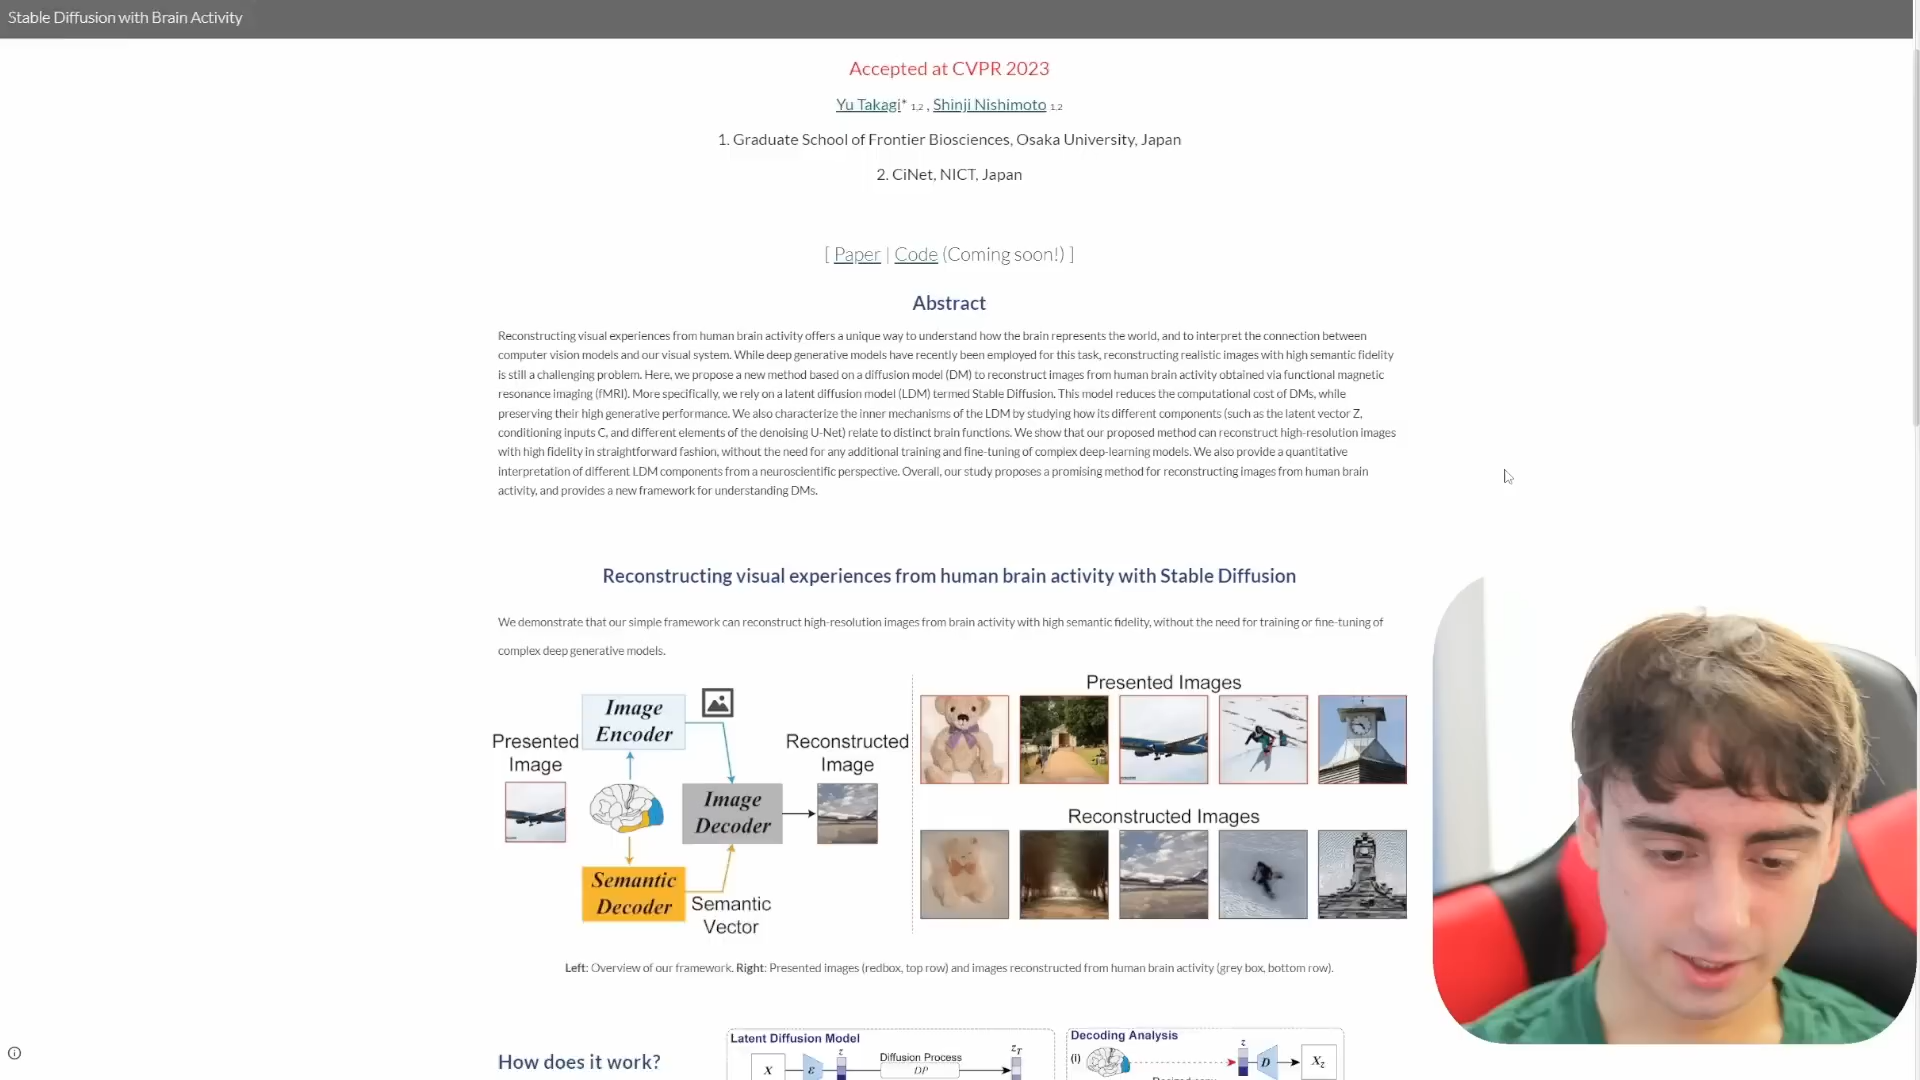 Stable Diffusion with Brain Activity
Accepted at CVPR 2023
Yu Takagi* 1,2 , Shinji Nishimoto 1,2
1. Graduate School of Frontier Biosciences, Osaka University, Japan
2. CiNet, NICT, Japan
[ Paper | Code (Coming soon!) ]
Abstract
Reconstructing visual experiences from human brain activity offers a unique way to understand how the brain represents the world, and to interpret the connection between
computer vision models and our visual system. While deep generative models have recently been employed for this task, reconstructing realistic images with high semantic fidelity
is still a challenging problem. Here, we propose a new method based on a diffusion model (DM) to reconstruct images from human brain activity obtained via functional magnetic
resonance imaging (fMRI). More specifically, we rely on a latent diffusion model (LDM) termed Stable Diffusion. This model reduces the computational cost of DMs, while
preserving their high generative performance. We also characterize the inner mechanisms of the LDM by studying how its different components (such as the latent vector Z,
conditioning inputs C, and different elements of the denoising U-Net) relate to distinct brain functions. We show that our proposed method can reconstruct high-resolution images
with high fidelity in straightforward fashion, without the need for any additional training and fine-tuning of complex deep-learning models. We also provide a quantitative
interpretation of different LDM components from a neuroscientific perspective. Overall, our study proposes a promising method for reconstructing images from human brain
activity, and provides a new framework for understanding DMs.
Reconstructing visual experiences from human brain activity with Stable Diffusion
We demonstrate that our simple framework can reconstruct high-resolution images from brain activity with high semantic fidelity, without the need for training or fine-tuning of
complex deep generative models.
Presented
Image
Image
Encoder
Semantic
Decoder
Semantic
Vector
Image
Decoder
Reconstructed
Image
Presented Images
Reconstructed Images
Left: Overview of our framework. Right: Presented images (redbox, top row) and images reconstructed from human brain activity (grey box, bottom row).
How does it work?
Latent Diffusion Model
X
ε
z
Diffusion Process
DP
zT
Decoding Analysis
(i)
z
D
Xz